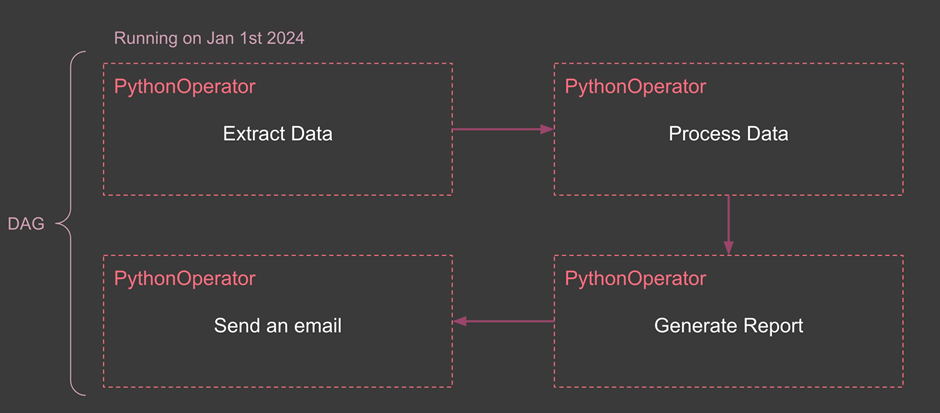 Running on Jan 1st 2024
PythonOperator
Extract Data
PythonOperator
Process Data
DAG
PythonOperator
Send an email
PythonOperator
Generate Report